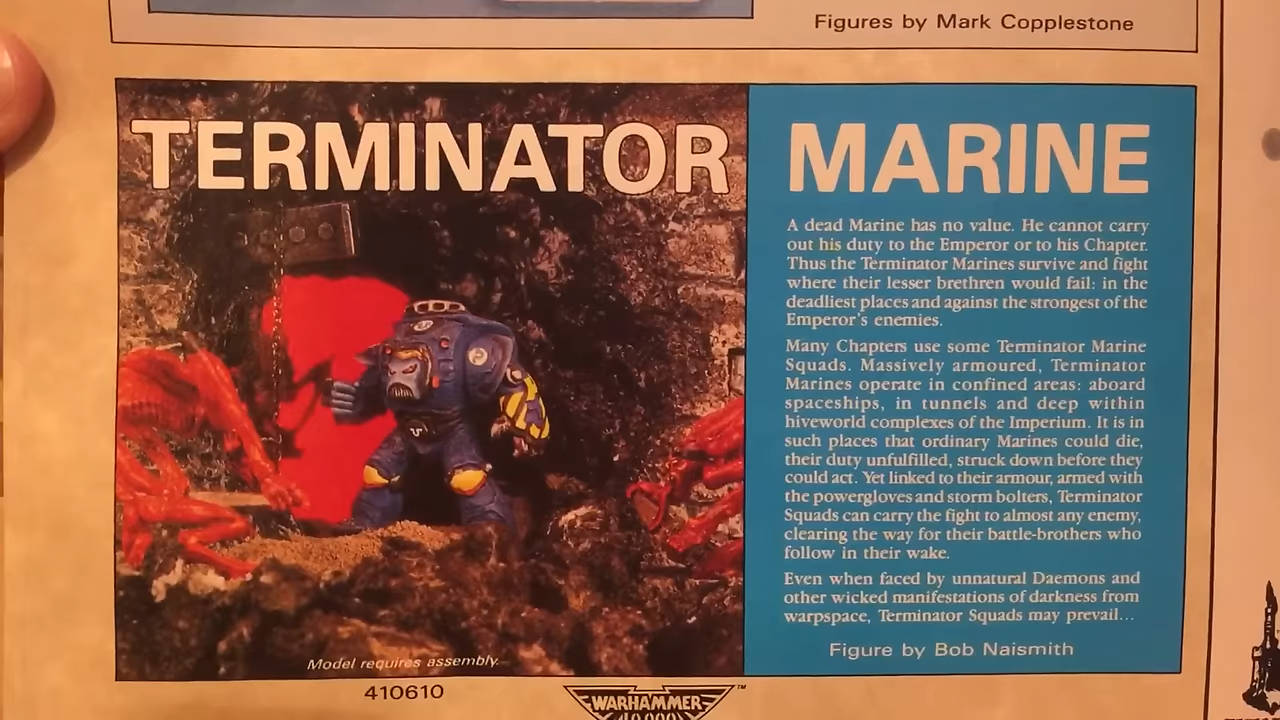 Figures by Mark Copplestone
TERMINATOR MARINE
A dead Marine has no value. He cannot carry
out his duty to the Emperor or to his Chapter.
Thus the Terminator Marines survive and fight
where their lesser brethren would fail: in the
deadliest places and against the strongest of the
Emperor's enemies.
Many Chapters use some Terminator Marine
Squads. Massively armoured, Terminator
Marines operate in confined areas: aboard
spaceships, in tunnels and deep within
hiveworld complexes of the Imperium. It is in
such places that ordinary Marines could die,
their duty unfulfilled, struck down before they
could act. Yet linked to their armour, armed with
the powergloves and storm bolters, Terminator
Squads can carry the fight to almost any enemy,
clearing the way for their battle-brothers who
follow in their wake.
Even when faced by unnatural Daemons and
other wicked manifestations of darkness from
warpspace, Terminator Squads may prevail...
Figure by Bob Naismith
Model requires assembly.
410610
WARHAMMER
40,000
TM